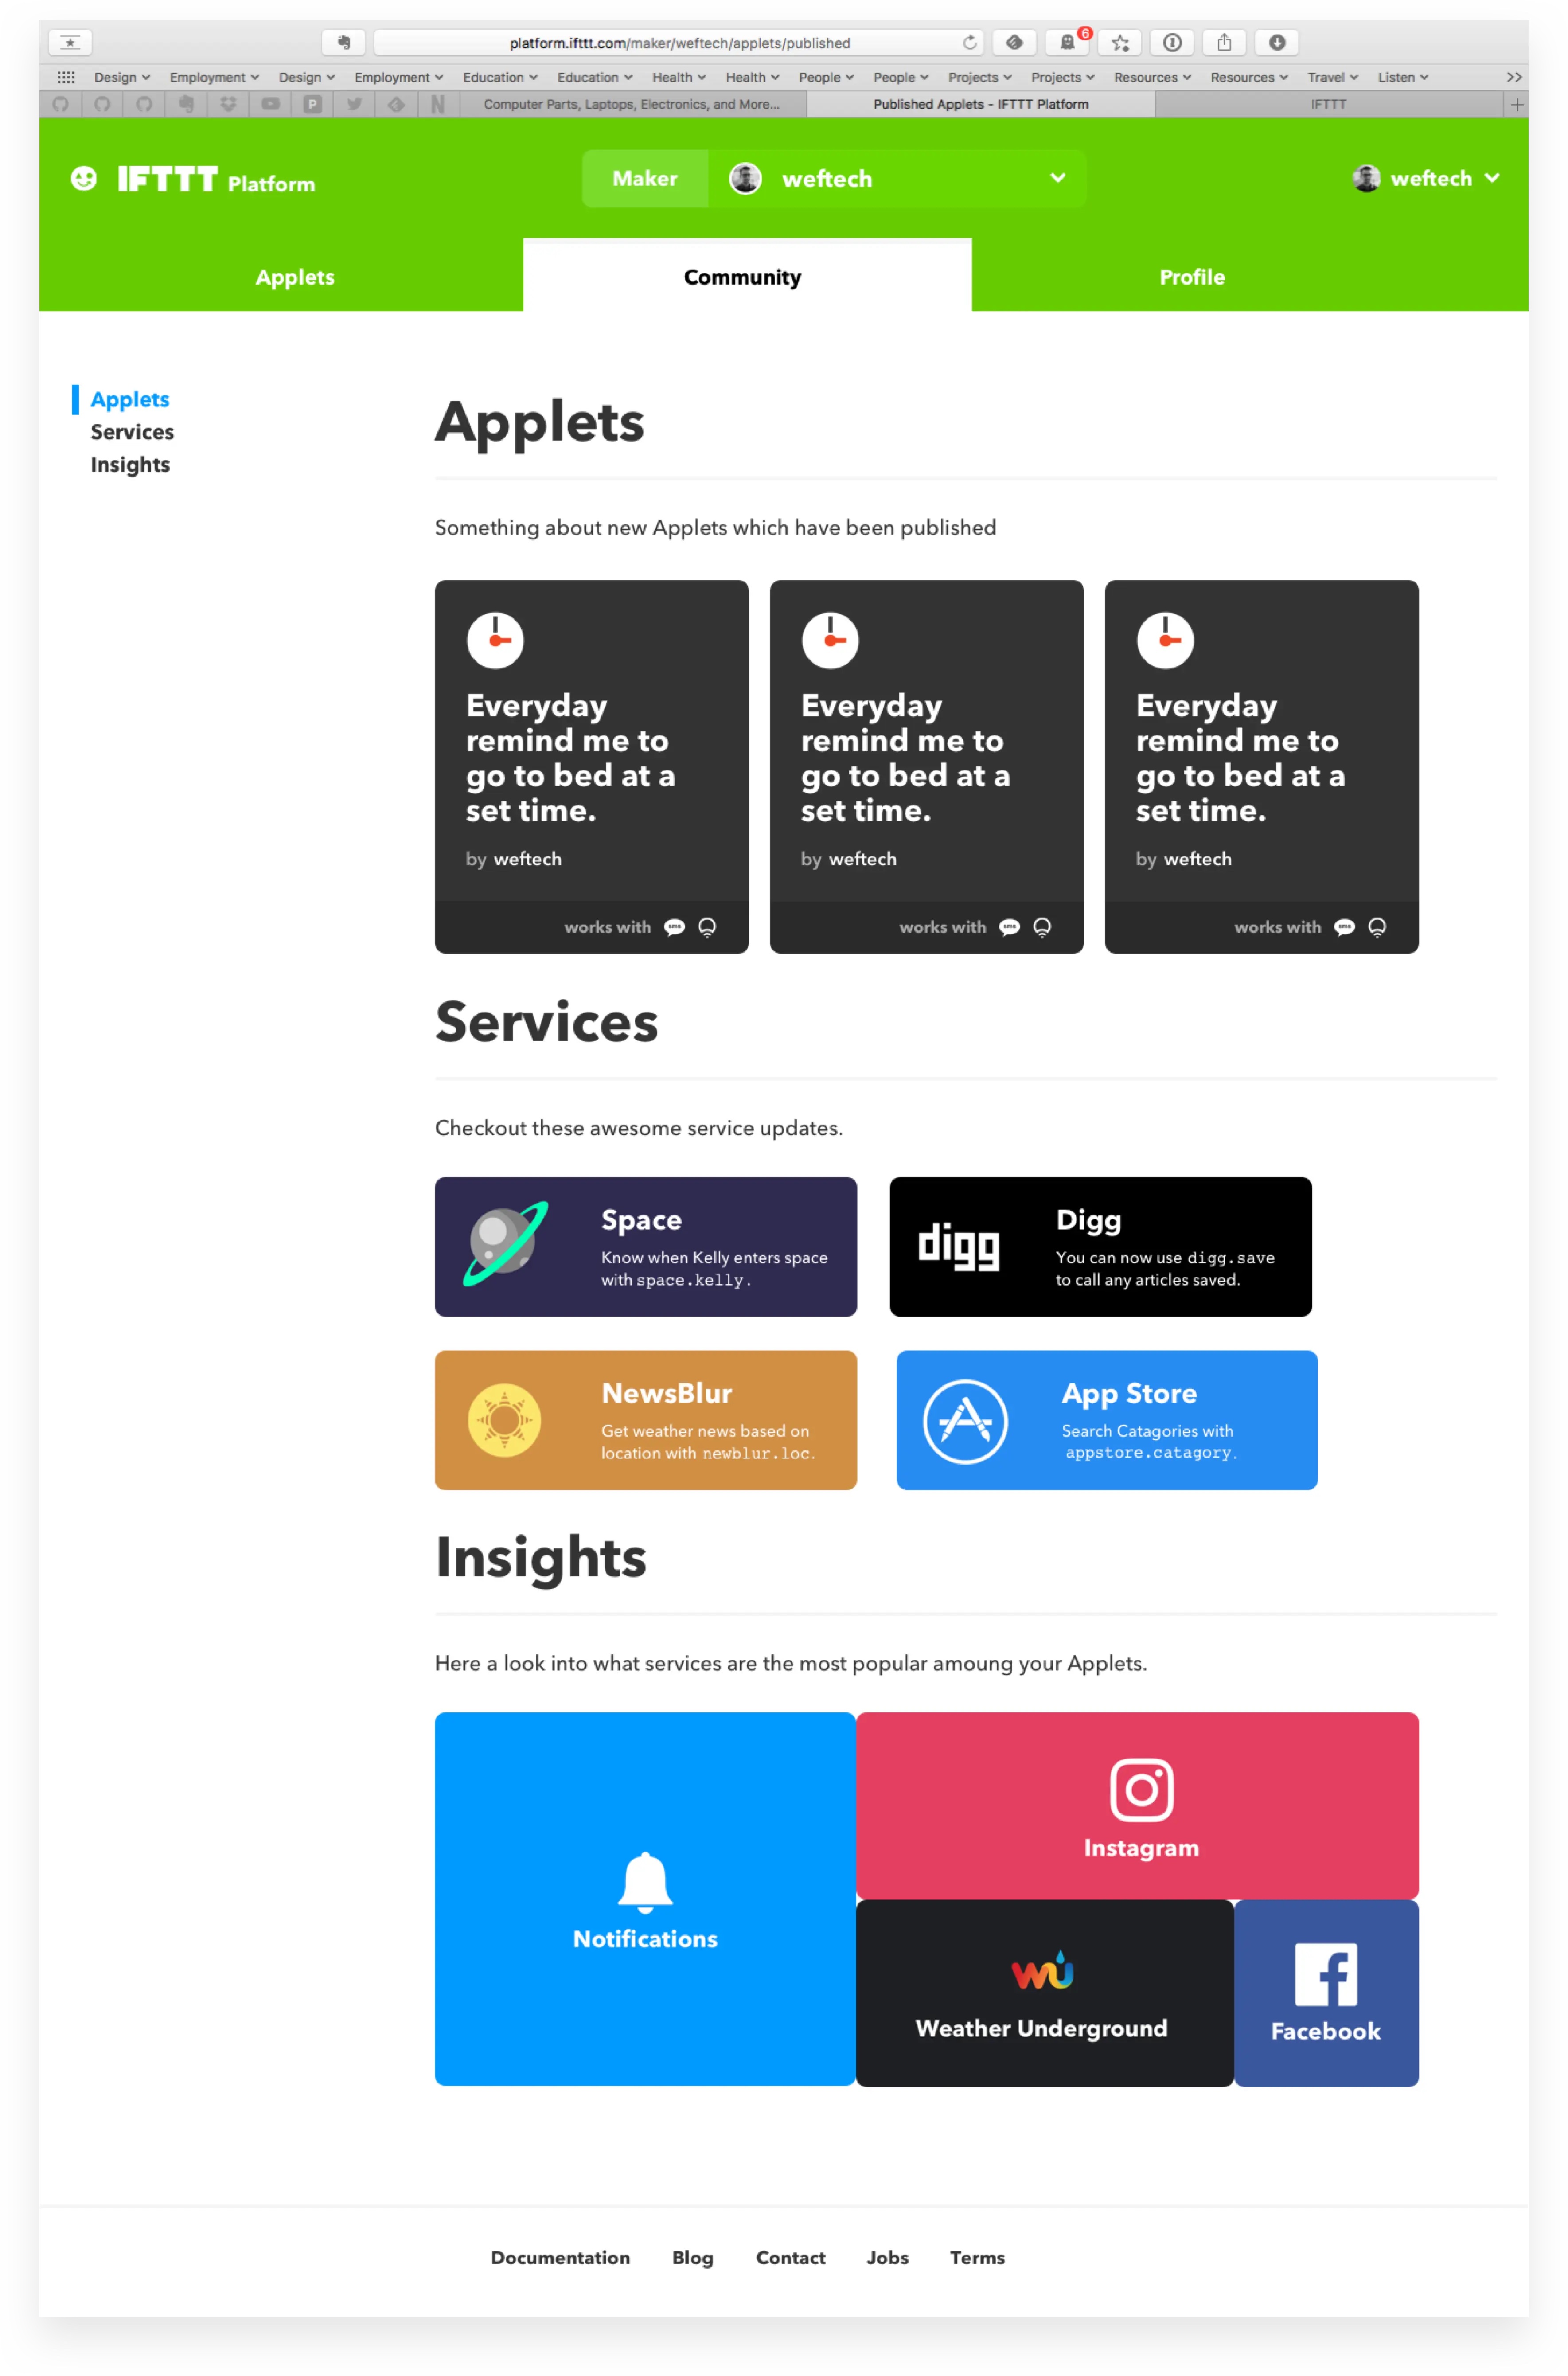 platform.ifttt.com/maker/weftech/applets/published
6
Design Employment Design Employment Education Education Health Health People People Projects Projects Resources Resources Travel Listen >>
P N Computer Parts, Laptops, Electronics, and More... Published Applets - IFTTT Platform IFTTT +
IFTTT Platform Maker weftech weftech
Applets Community Profile
Applets
Services
Insights
Applets
Something about new Applets which have been published
Everyday
remind me to
go to bed at a
set time.
by weftech
works with sms
Everyday
remind me to
go to bed at a
set time.
by weftech
works with sms
Everyday
remind me to
go to bed at a
set time.
by weftech
works with sms
Services
Checkout these awesome service updates.
Space
Know when Kelly enters space
with space.kelly.
digg
Digg
You can now use digg.save
to call any articles saved.
NewsBlur
Get weather news based on
location with newblur.loc.
App Store
Search Catagories with
appstore.catagory.
Insights
Here a look into what services are the most popular amoung your Applets.
Notifications
Instagram
wu
Weather Underground
f
Facebook
Documentation Blog Contact Jobs Terms